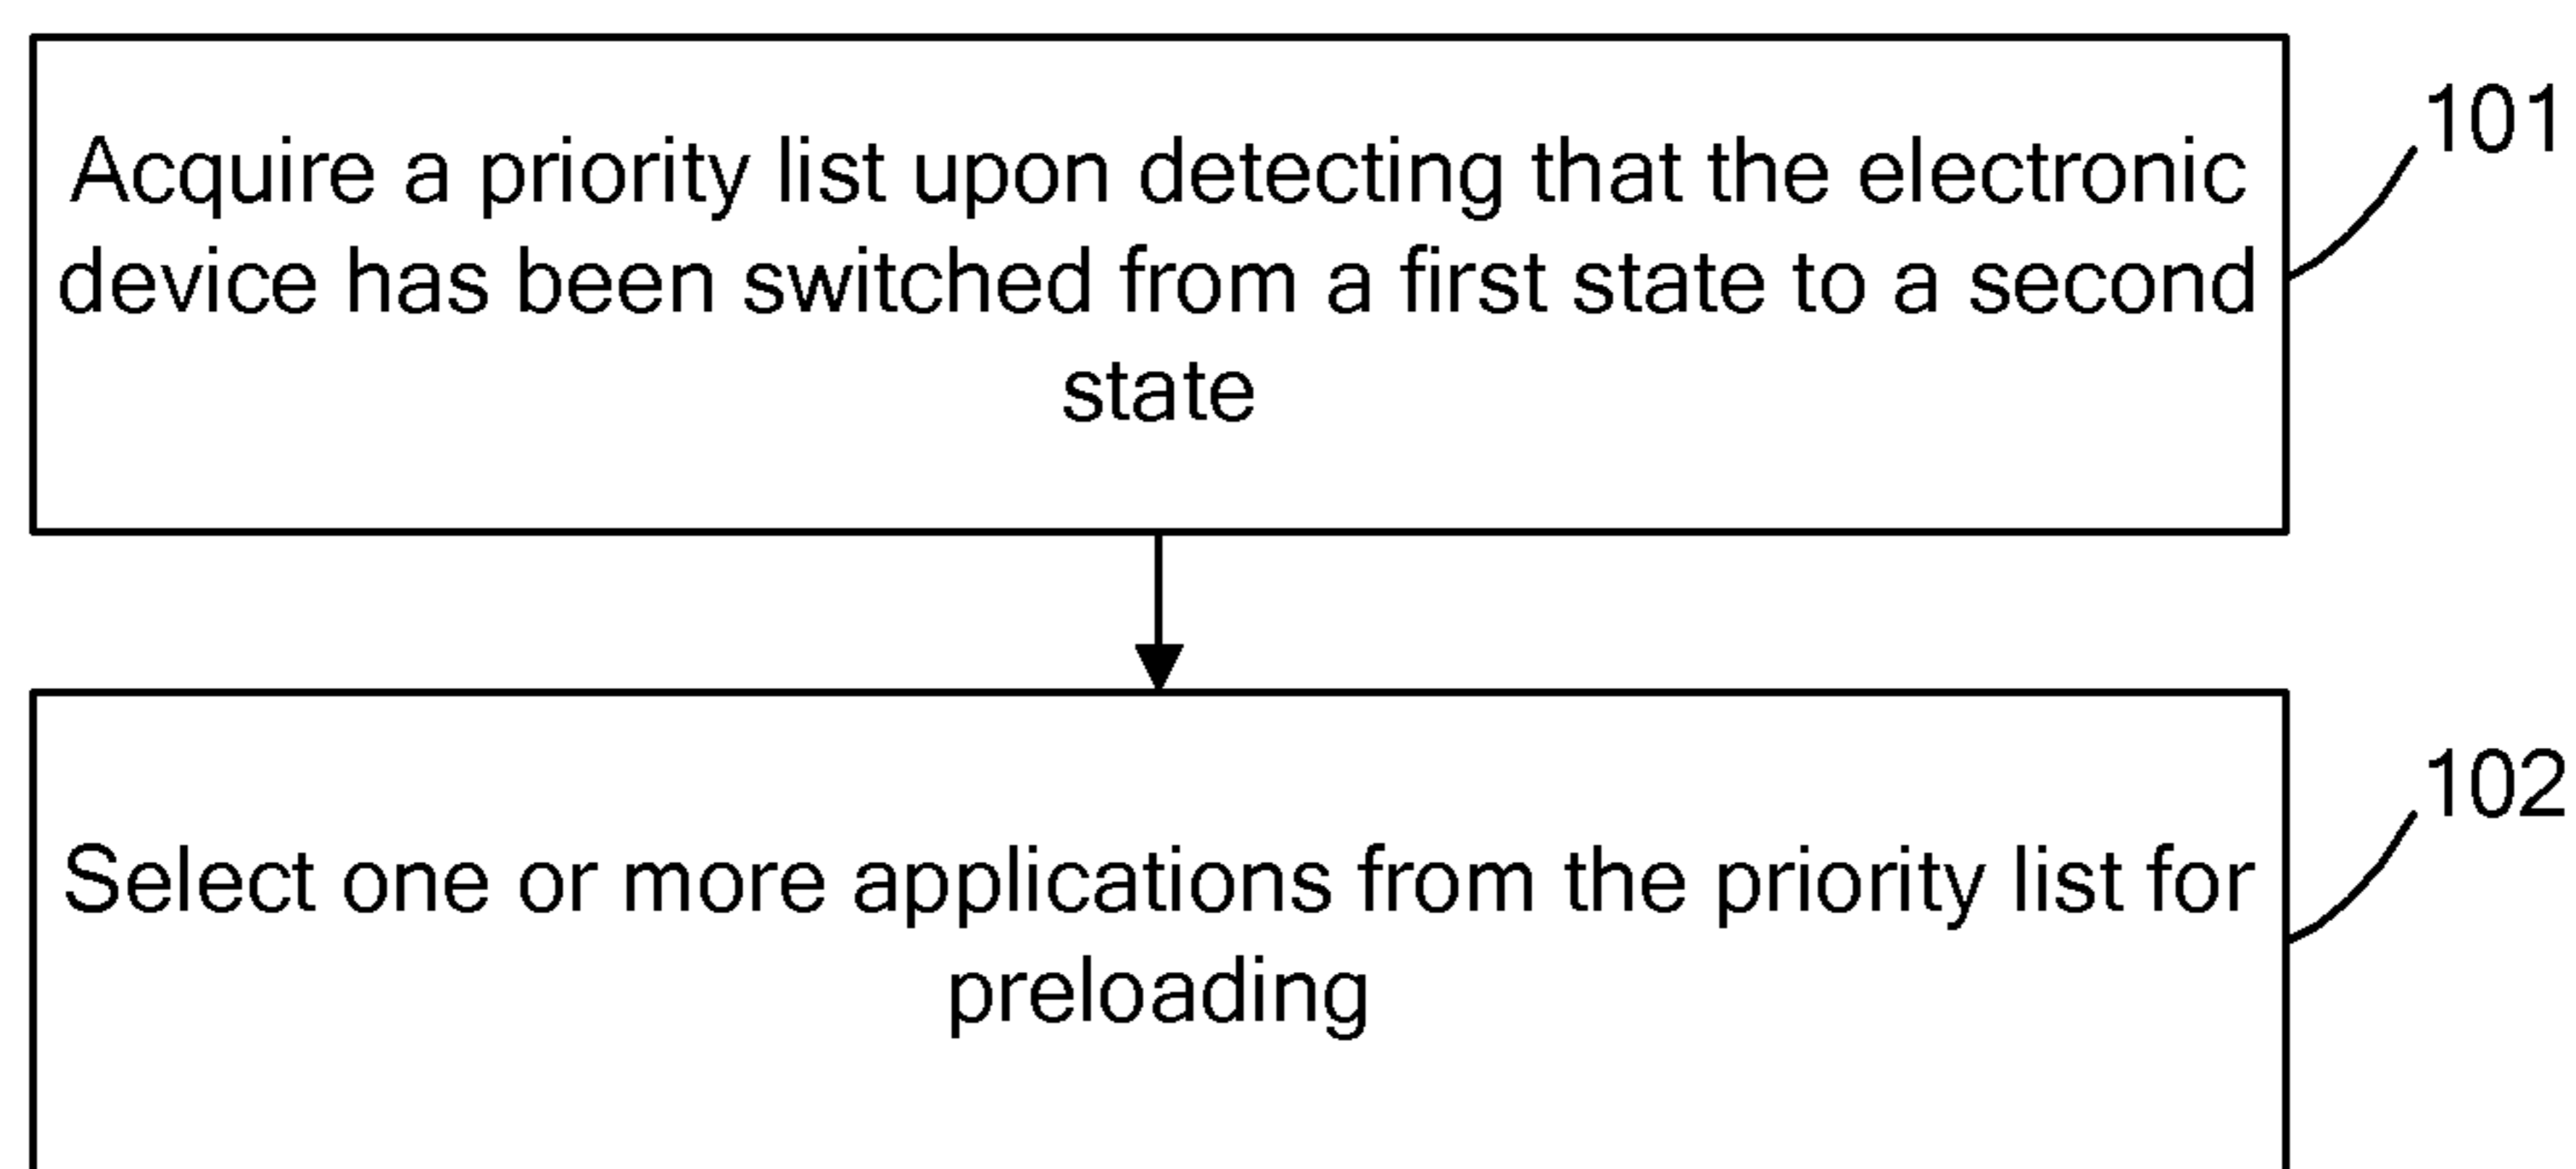 Acquire a priority list upon detecting that the electronic
device has been switched from a first state to a second
state
101
Select one or more applications from the priority list for
preloading
102